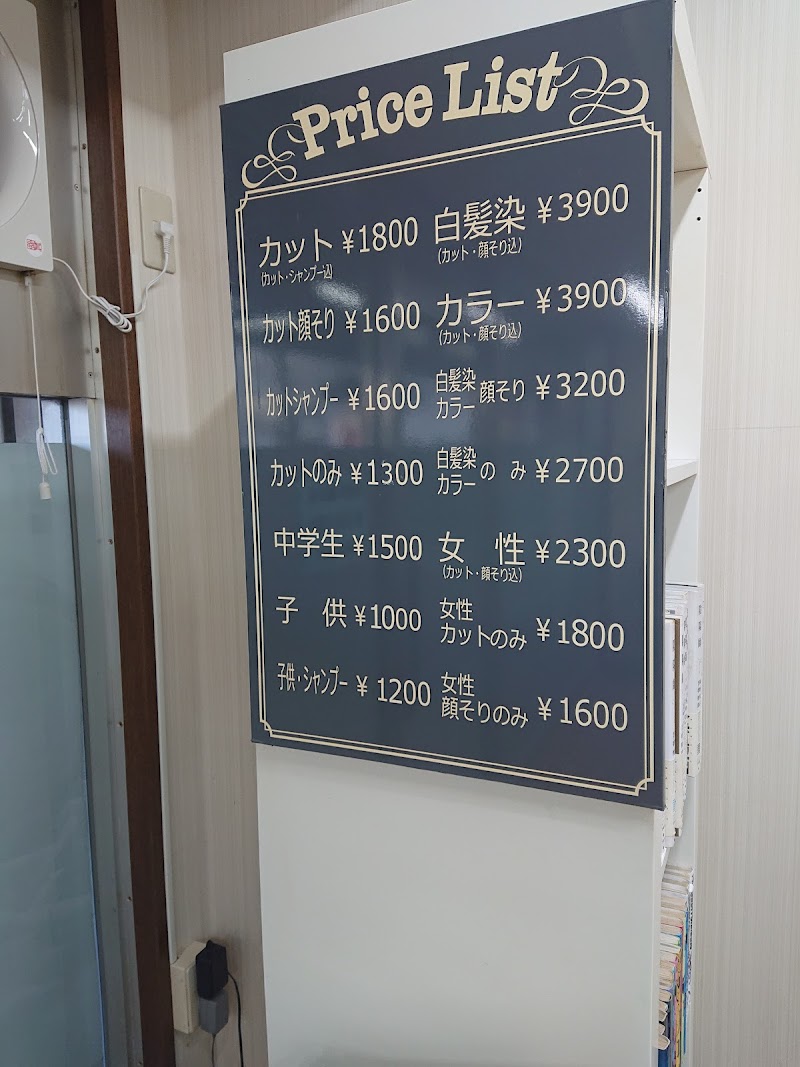 Price List
カット ¥1800
(カット・シャンプー込)
カット顔そり ¥1600
カットシャンプー ¥1600
カットのみ ¥1300
中学生 ¥1500
子 供 ¥1000
子供・シャンプー ¥1200
白髪染 ¥3900
(カット・顔そり込)
カラー ¥3900
(カット・顔そり込)
白髪染
カラー 顔そり ¥3200
白髪染
カラー の み ¥2700
女 性 ¥2300
(カット・顔そり込)
女性
カットのみ ¥1800
女性
顔そりのみ ¥1600